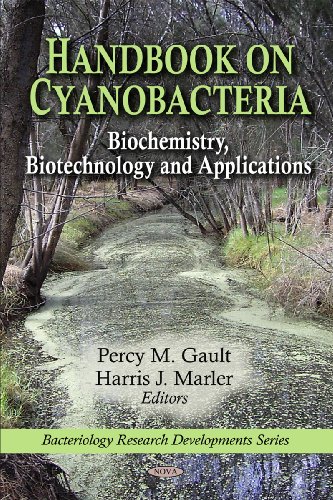 HANDBOOK ON
CYANOBACTERIA
Biochemistry,
Biotechnology and Applications
Percy M. Gault
Harris J. Marler
Editors
Bacteriology Research Developments Series
NOVA